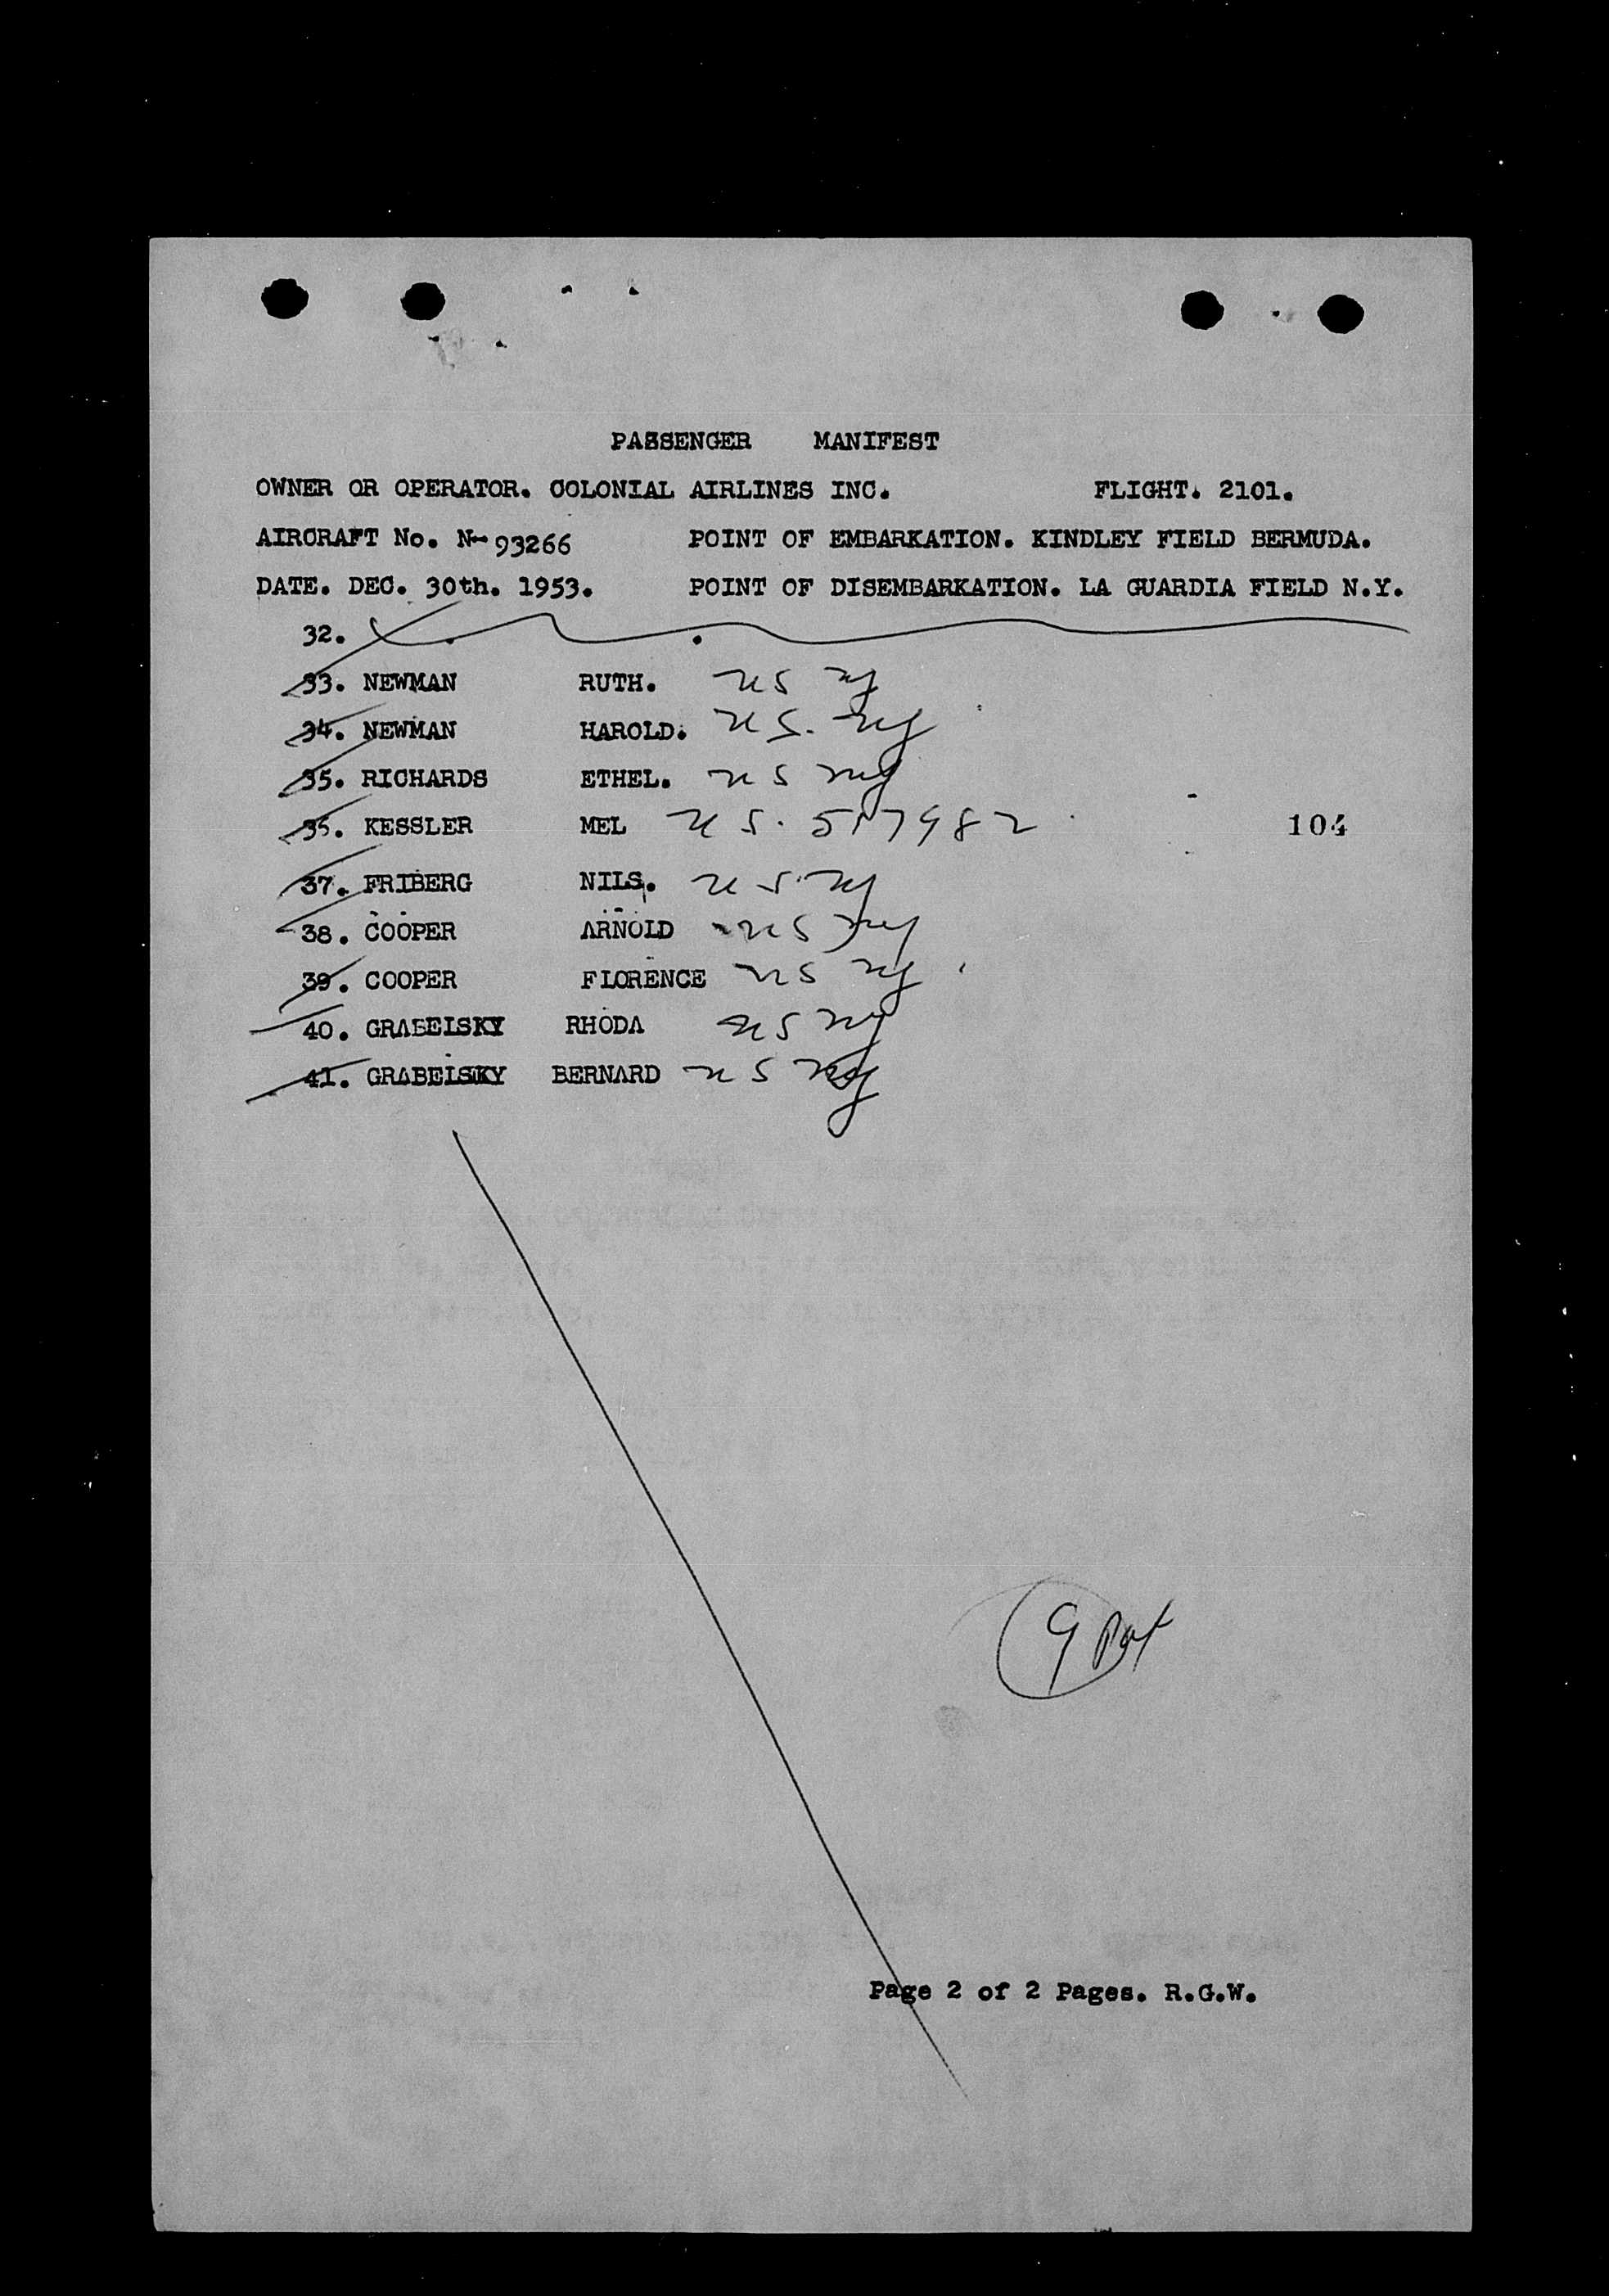 PASSENGER MANIFEST
OWNER OR OPERATOR. COLONIAL AIRLINES INC. FLIGHT. 2101.
AIRCRAFT No. N-93266 POINT OF EMBARKATION. KINDLEY FIELD BERMUDA.
DATE. DEC. 30th. 1953. POINT OF DISEMBARKATION. LA GUARDIA FIELD N.Y.
32.
33. NEWMAN RUTH. US NY
34. NEWMAN HAROLD. US. NY
35. RICHARDS ETHEL. US NY
35. KESSLER MEL US. 517982 104
37. FRIBERG NILS. US. NY
38. COOPER ARNOLD US NY
39. COOPER FLORENCE US NY
40. GRABELSKY RHODA US NY
41. GRABELSKY BERNARD US NY
9 Pax
Page 2 of 2 Pages. R.G.W.